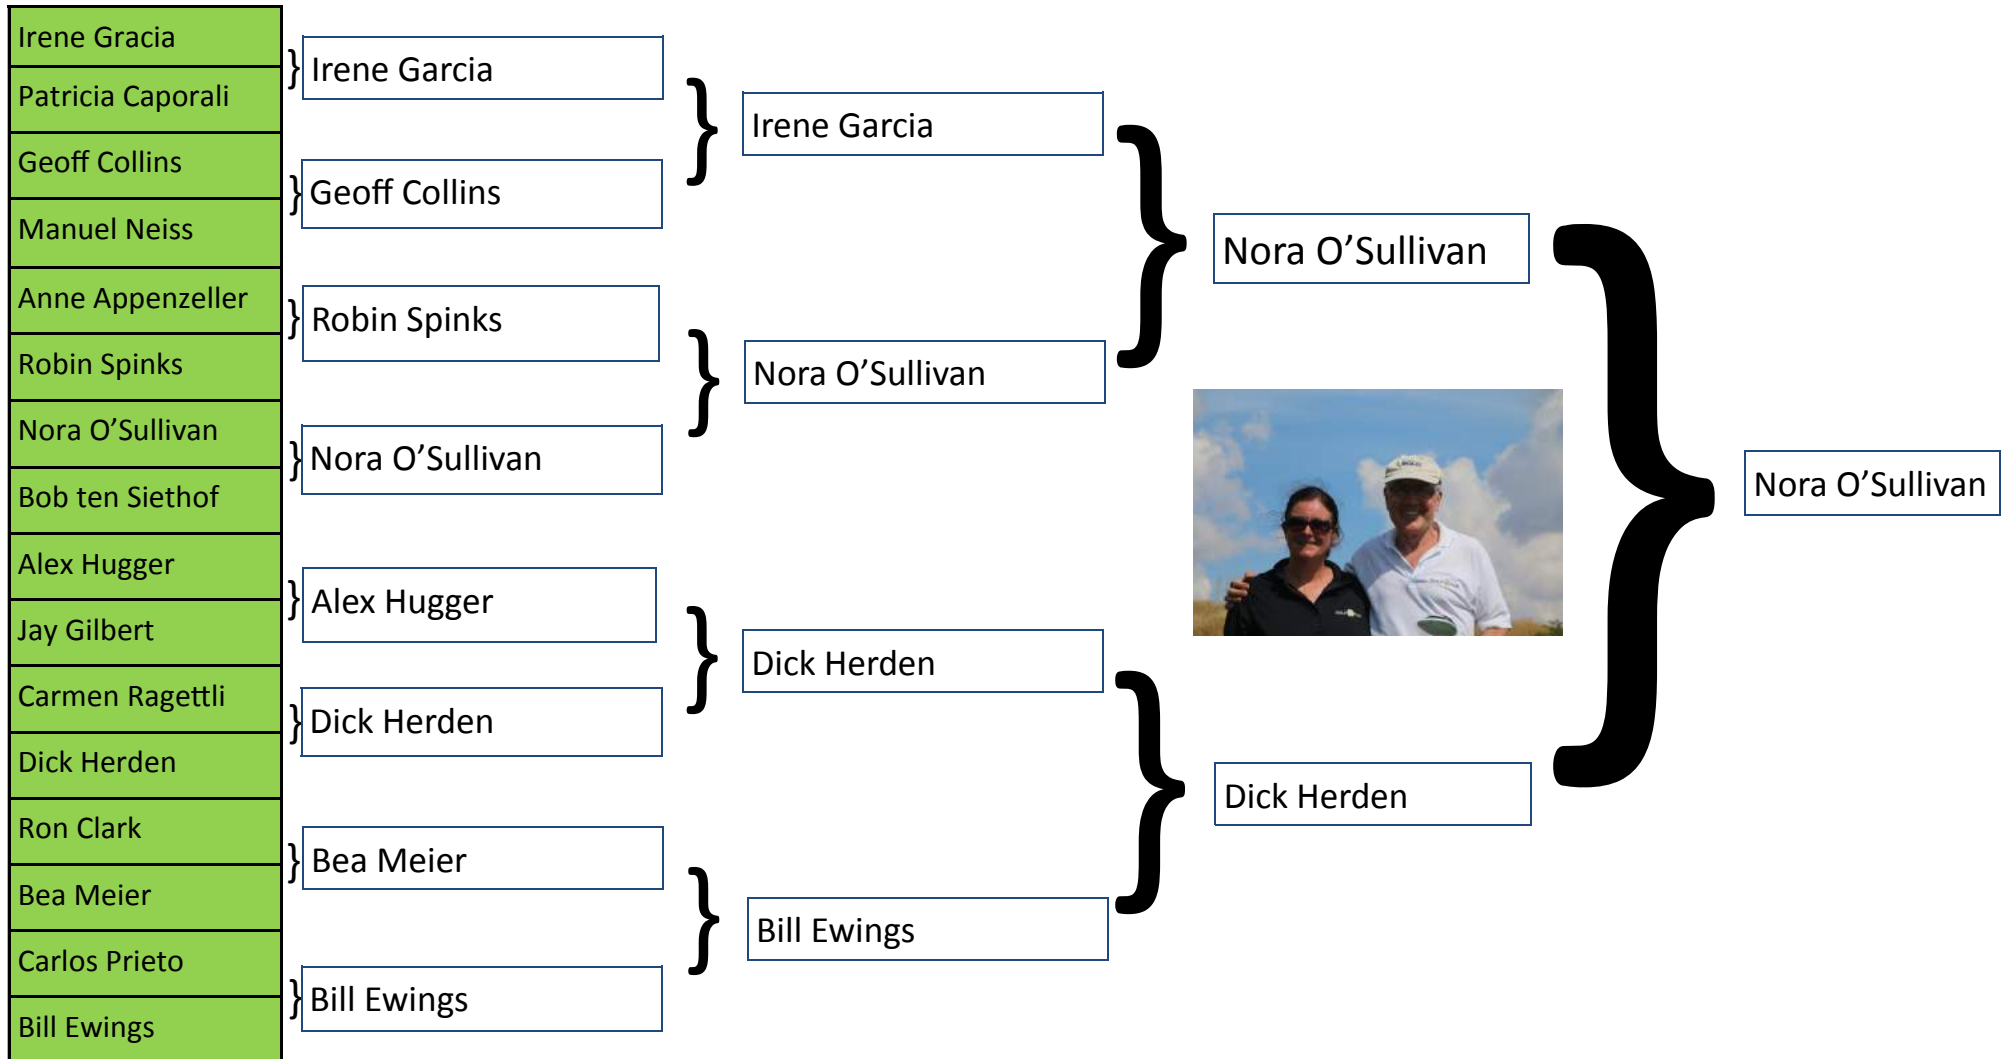 Irene Gracia
Patricia Caporali
Geoff Collins
Manuel Neiss
Anne Appenzeller
Robin Spinks
Nora O’Sullivan
Bob ten Siethof
Alex Hugger
Jay Gilbert
Carmen Ragettli
Dick Herden
Ron Clark
Bea Meier
Carlos Prieto
Bill Ewings
Irene Garcia
Geoff Collins
Robin Spinks
Nora O’Sullivan
Alex Hugger
Dick Herden
Bea Meier
Bill Ewings
Irene Garcia
Nora O’Sullivan
Dick Herden
Bill Ewings
Nora O’Sullivan
Dick Herden
Nora O’Sullivan